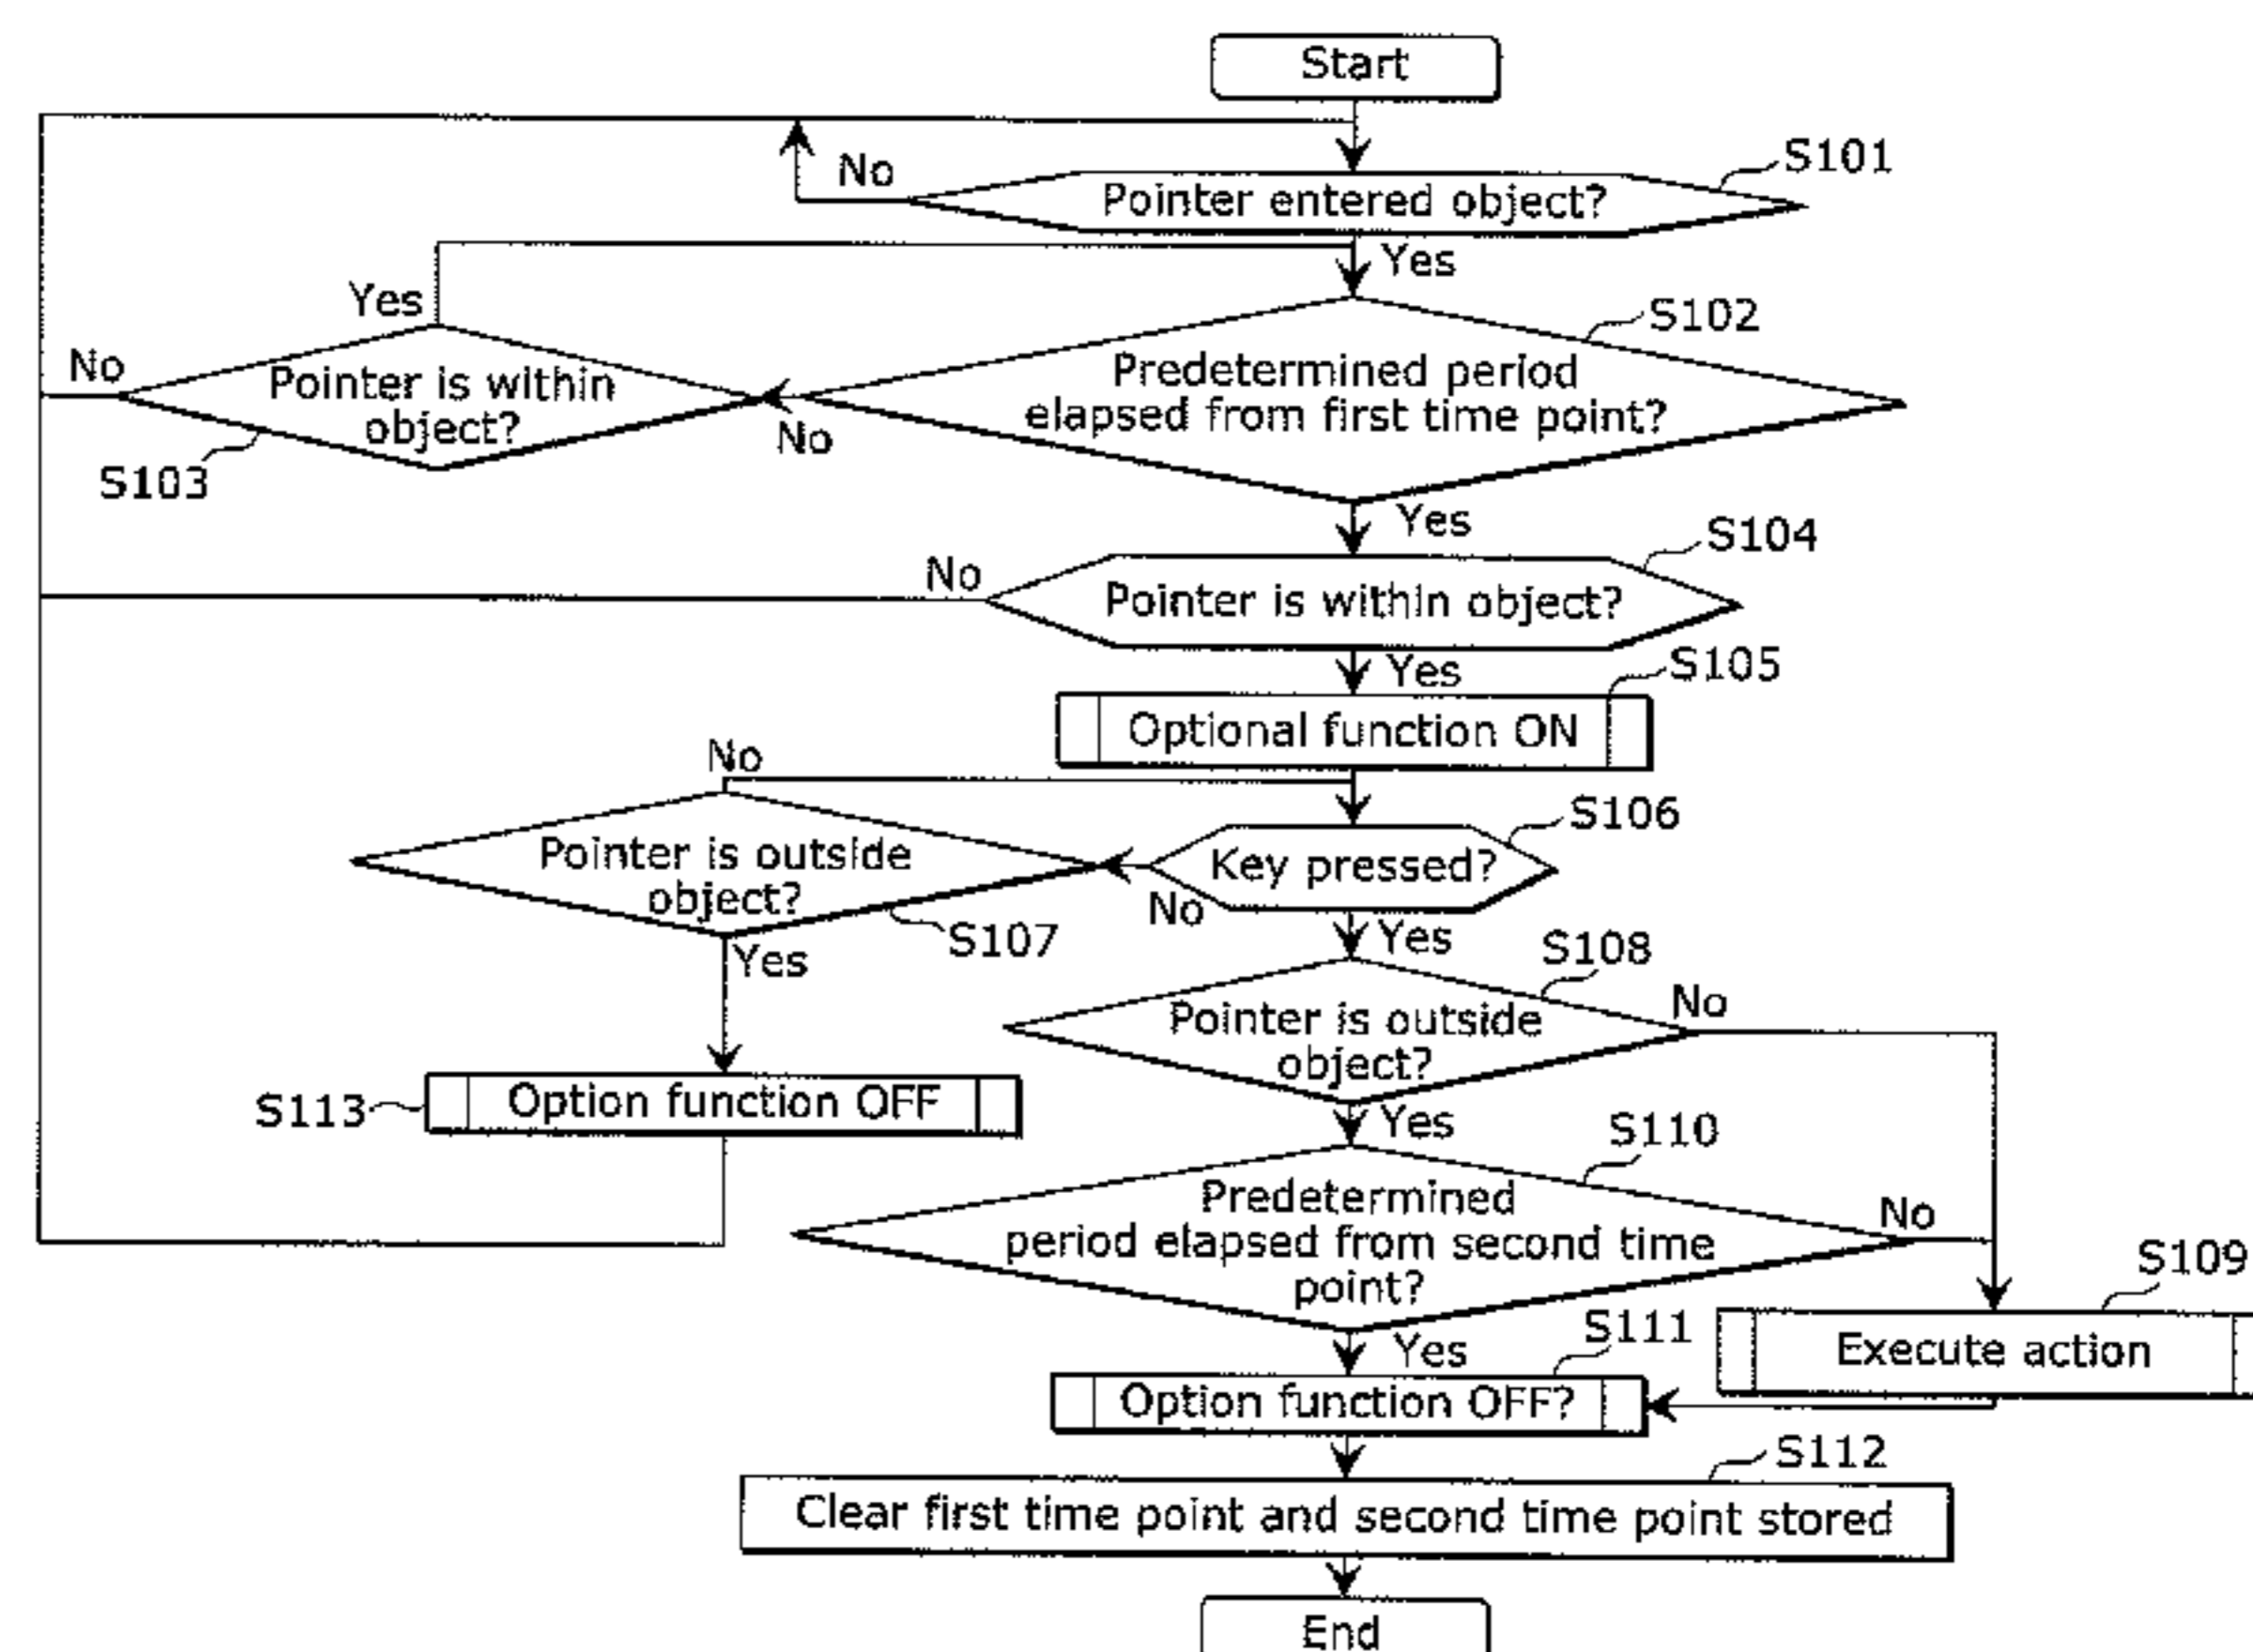 Start
S101
No
Pointer entered object?
Yes
Yes
S102
No
Pointer is within
object?
Predetermined period
elapsed from first time point?
No
S103
Yes
S104
No
Pointer is within object?
Yes
S105
Optional function ON
No
S106
Pointer is outside
object?
Key pressed?
No
S107
Yes
Yes
S108
No
Pointer is outside
object?
S113
Option function OFF
Yes
S110
Predetermined
period elapsed from second time
point?
No
S109
Yes
S111
Execute action
Option function OFF?
S112
Clear first time point and second time point stored
End